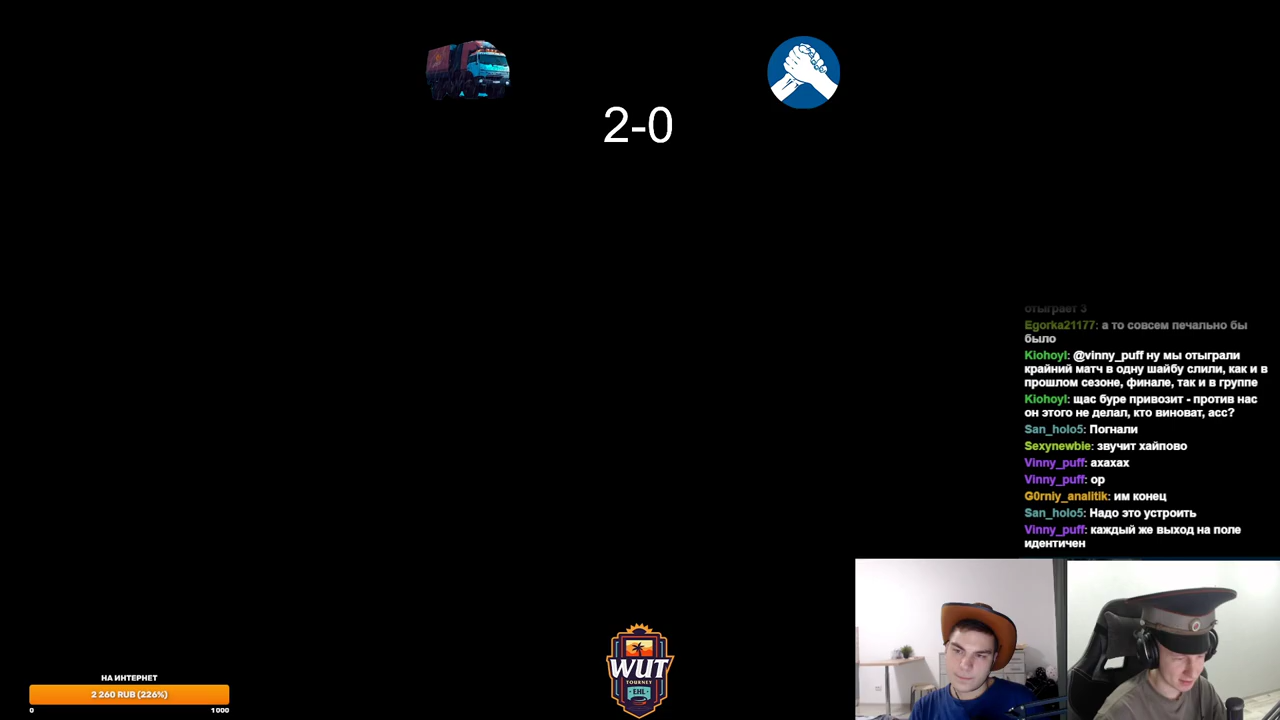 2-0
отыграет 3
Egorka21177: а то совсем печально бы
было
Kiohoyl: @vinny_puff ну мы отыграли
крайний матч в одну шайбу слили, как и в
прошлом сезоне, финале, так и в группе
Kiohoyl: щас буре привозит - против нас
он этого не делал, кто виноват, асс?
San_holo5: Погнали
Sexynewbie: звучит хайпово
Vinny_puff: ахахах
Vinny_puff: ор
G0rniy_analitik: им конец
San_holo5: Надо это устроить
Vinny_puff: каждый же выход на поле
идентичен
WUT
TOURNEY
EHL
НА ИНТЕРНЕТ
2 260 RUB (226%)
0
1000